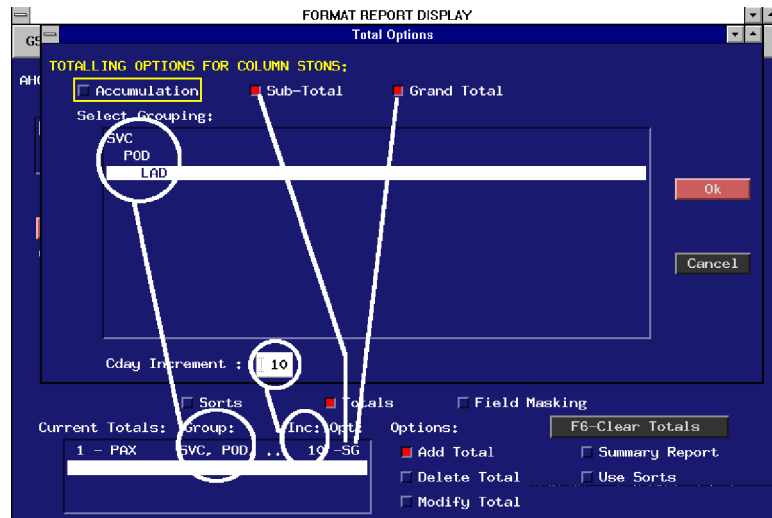 FORMAT REPORT DISPLAY
GS
Total Options
TOTALLING OPTIONS FOR COLUMN STONS;
AHO
Accumulation Sub-Total Grand Total
Select Grouping;
SVC
POD
LAD
Ok
Cancel
Cday Increment ; 10
Sorts Totals Field Masking
Current Totals: Group: Inc: Opt: Options: F6-Clear Totals
1 - PAX SVC, POD, .. 10 -SG Add Total Summary Report
Delete Total Use Sorts
Modify Total